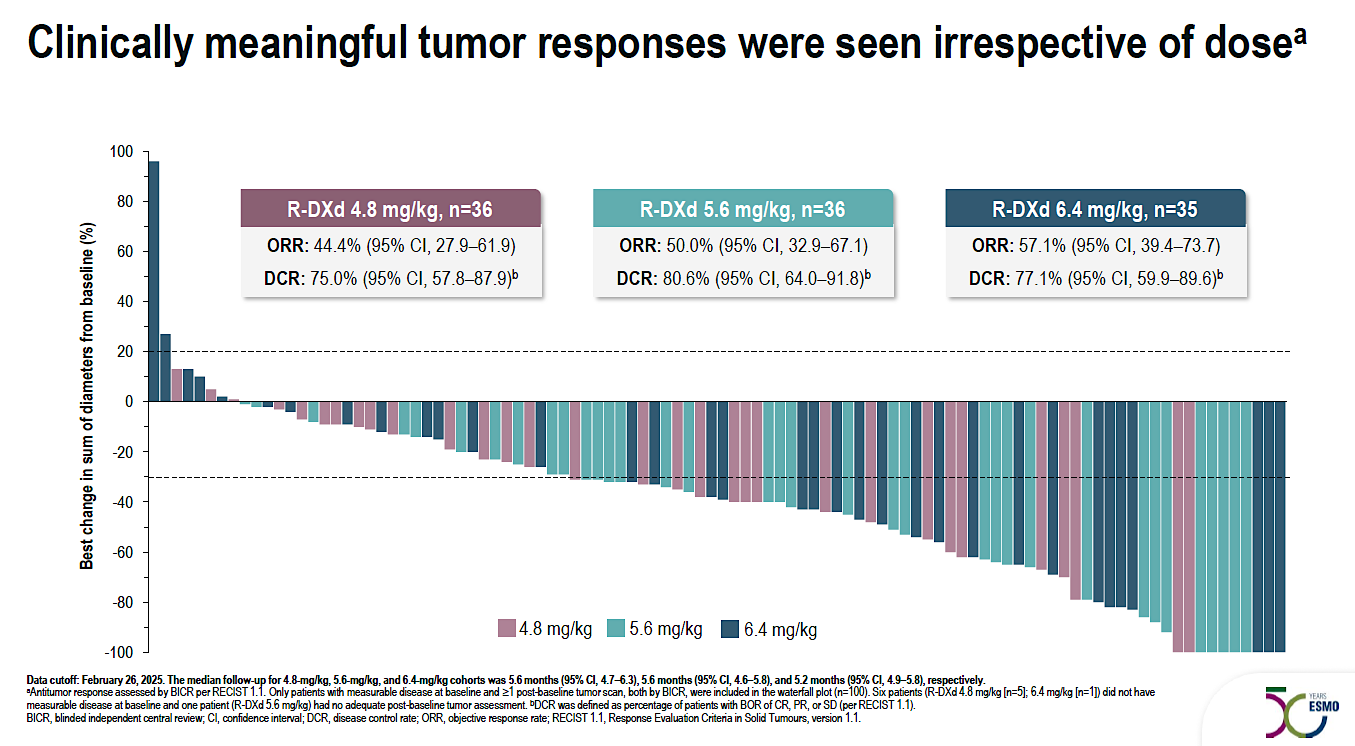 Clinically meaningful tumor responses were seen irrespective of doseᵃ
Best change in sum of diameters from baseline (%)
100
80
60
40
20
0
-20
-40
-60
-80
-100
R-DXd 4.8 mg/kg, n=36
ORR: 44.4% (95% CI, 27.9–61.9)
DCR: 75.0% (95% CI, 57.8–87.9)ᵇ
R-DXd 5.6 mg/kg, n=36
ORR: 50.0% (95% CI, 32.9–67.1)
DCR: 80.6% (95% CI, 64.0–91.8)ᵇ
R-DXd 6.4 mg/kg, n=35
ORR: 57.1% (95% CI, 39.4–73.7)
DCR: 77.1% (95% CI, 59.9–89.6)ᵇ
4.8 mg/kg 5.6 mg/kg 6.4 mg/kg
Data cutoff: February 26, 2025. The median follow-up for 4.8-mg/kg, 5.6-mg/kg, and 6.4-mg/kg cohorts was 5.6 months (95% CI, 4.7–6.3), 5.6 months (95% CI, 4.6–5.8), and 5.2 months (95% CI, 4.9–5.8), respectively.
ᵃAntitumor response assessed by BICR per RECIST 1.1. Only patients with measurable disease at baseline and ≥1 post-baseline tumor scan, both by BICR, were included in the waterfall plot (n=100). Six patients (R-DXd 4.8 mg/kg [n=5]; 6.4 mg/kg [n=1]) did not have
measurable disease at baseline and one patient (R-DXd 5.6 mg/kg) had no adequate post-baseline tumor assessment. ᵇDCR was defined as percentage of patients with BOR of CR, PR, or SD (per RECIST 1.1).
BICR, blinded independent central review; CI, confidence interval; DCR, disease control rate; ORR, objective response rate; RECIST 1.1, Response Evaluation Criteria in Solid Tumours, version 1.1.
50 YEARS
ESMO